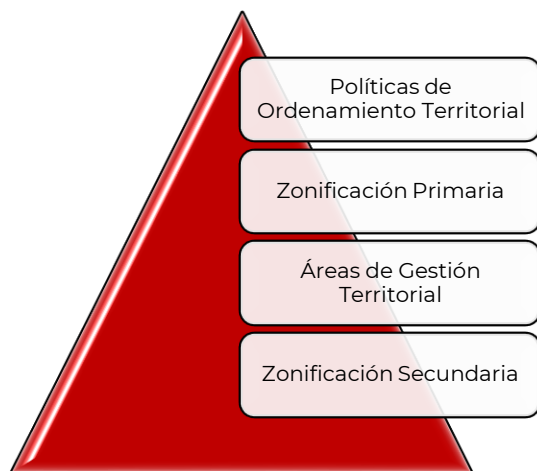 Políticas de
Ordenamiento Territorial
Zonificación Primaria
Áreas de Gestión
Territorial
Zonificación Secundaria